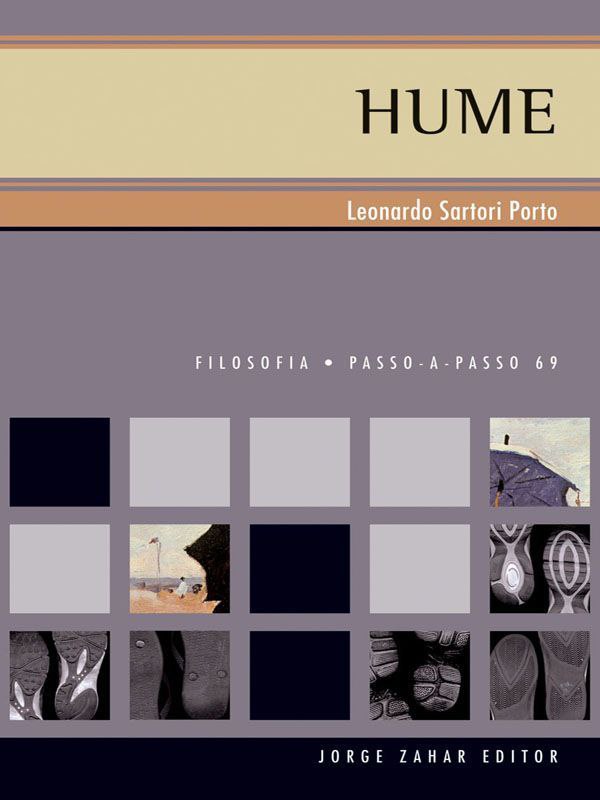 HUME
Leonardo Sartori Porto
FILOSOFIA • PASSO-A-PASSO 69
JORGE ZAHAR EDITOR